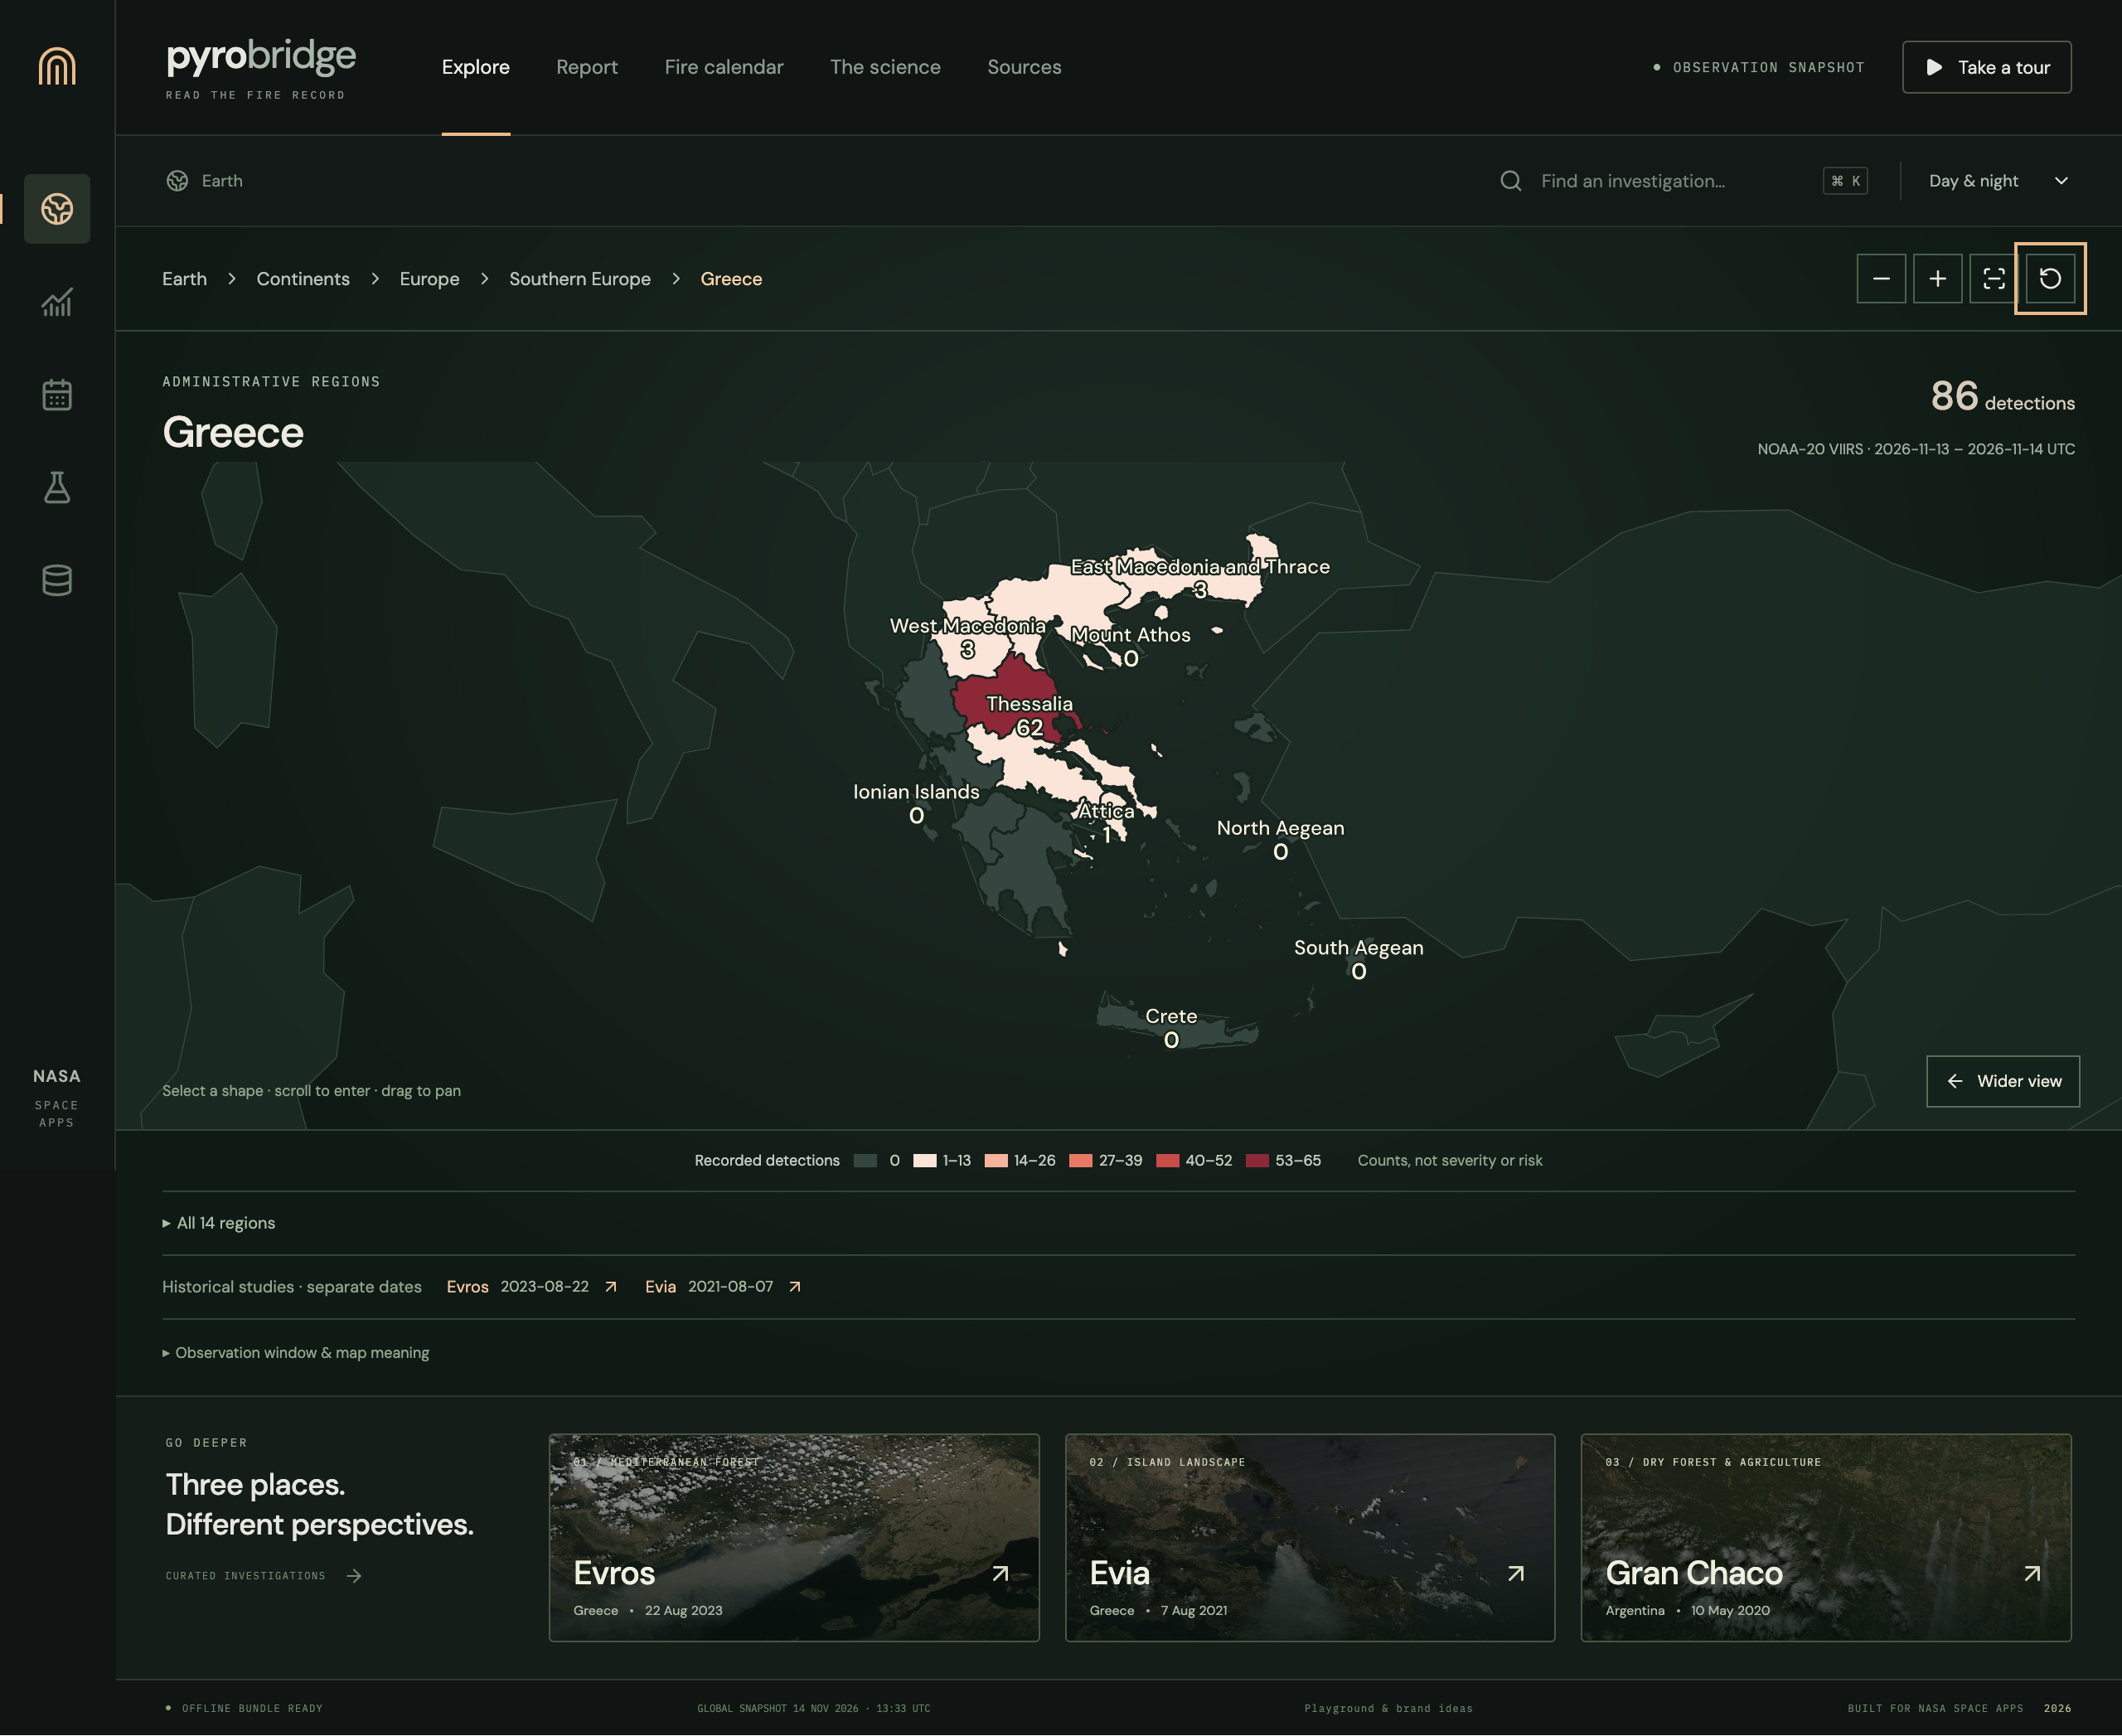 pyrobridge
READ THE FIRE RECORD
Explore
Report
Fire calendar
The science
Sources
OBSERVATION SNAPSHOT
Take a tour
Earth
Find an investigation...
⌘ K
Day & night
Earth > Continents > Europe > Southern Europe > Greece
ADMINISTRATIVE REGIONS
Greece
86 detections
NOAA-20 VIIRS · 2026-11-13 – 2026-11-14 UTC
East Macedonia and Thrace
3
West Macedonia
3
Mount Athos
0
Thessalia
62
Ionian Islands
0
Attica
1
North Aegean
0
South Aegean
0
Crete
0
NASA
SPACE
APPS
Select a shape · scroll to enter · drag to pan
Wider view
Recorded detections 0 1–13 14–26 27–39 40–52 53–65 Counts, not severity or risk
All 14 regions
Historical studies · separate dates Evros 2023-08-22 Evia 2021-08-07
Observation window & map meaning
GO DEEPER
Three places.
Different perspectives.
CURATED INVESTIGATIONS
01 / MEDITERRANEAN FOREST
Evros
Greece • 22 Aug 2023
02 / ISLAND LANDSCAPE
Evia
Greece • 7 Aug 2021
03 / DRY FOREST & AGRICULTURE
Gran Chaco
Argentina • 10 May 2020
OFFLINE BUNDLE READY
GLOBAL SNAPSHOT 14 NOV 2026 · 13:33 UTC
Playground & brand ideas
BUILT FOR NASA SPACE APPS 2026